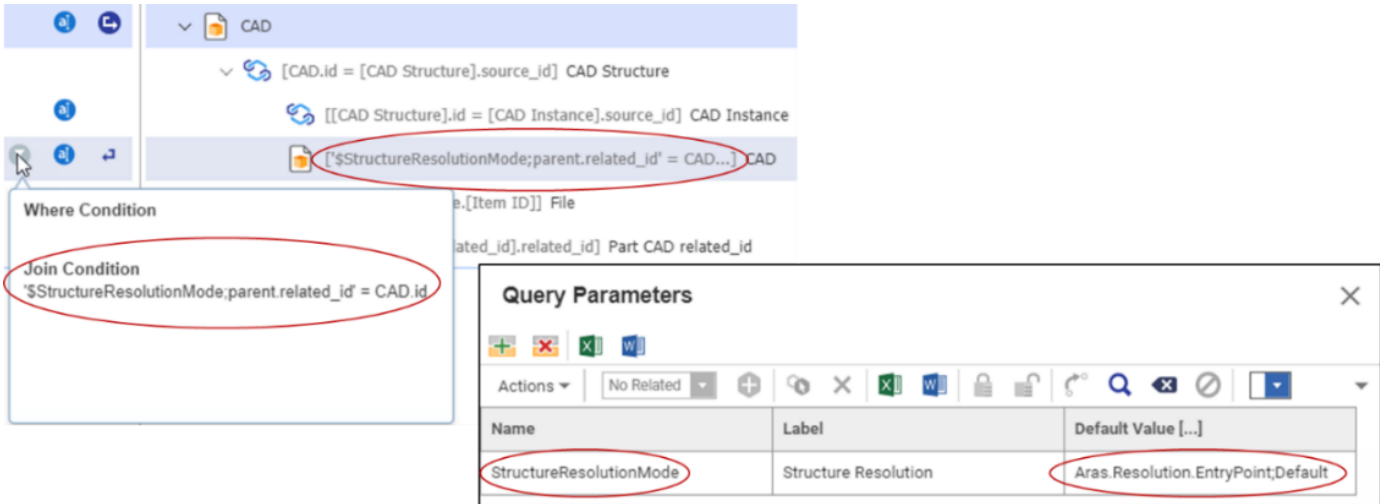 CAD
[CAD.id = [CAD Structure].source_id] CAD Structure
[[CAD Structure].id = [CAD Instance].source_id] CAD Instance
['$StructureResolutionMode;parent.related_id' = CAD...] CAD
Where Condition
e.[Item ID]] File
ated_id].related_id] Part CAD related_id
Join Condition
'$StructureResolutionMode;parent.related_id' = CAD.id
Query Parameters
Actions
No Related
Name Label Default Value [...]
StructureResolutionMode Structure Resolution Aras.Resolution.EntryPoint;Default